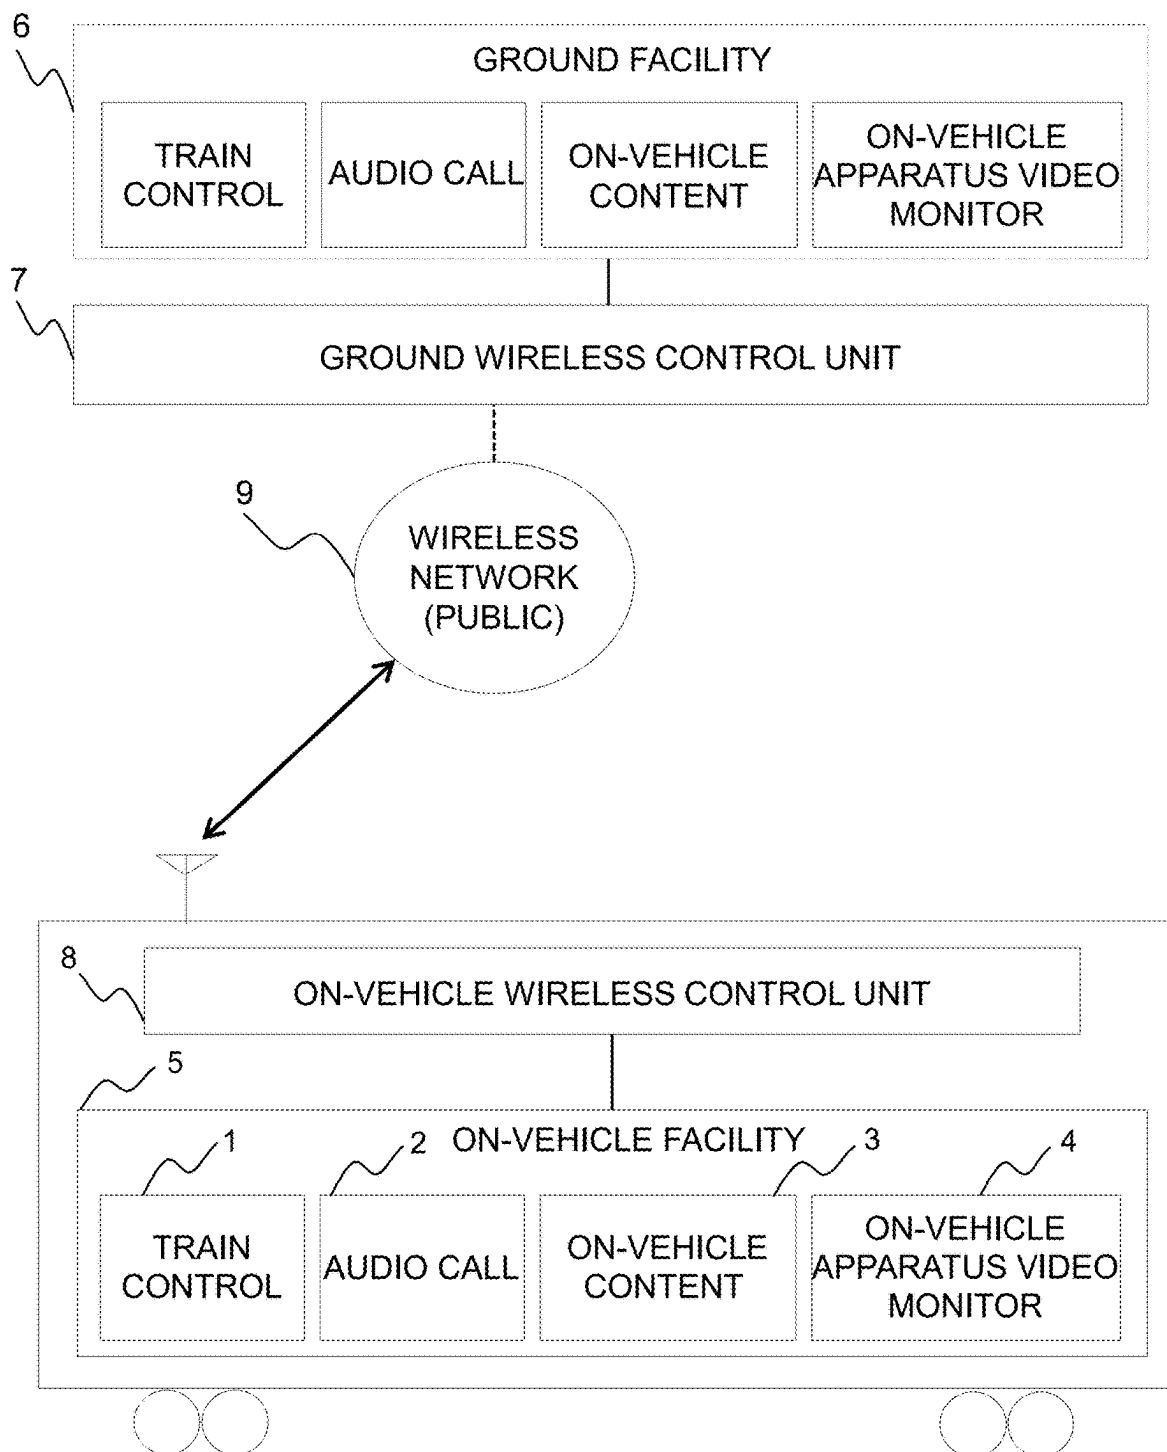 6
GROUND FACILITY
TRAIN
CONTROL
AUDIO CALL
ON-VEHICLE
CONTENT
ON-VEHICLE
APPARATUS VIDEO
MONITOR
7
GROUND WIRELESS CONTROL UNIT
9
WIRELESS
NETWORK
(PUBLIC)
8
ON-VEHICLE WIRELESS CONTROL UNIT
5
ON-VEHICLE FACILITY
1
2
3
4
TRAIN
CONTROL
AUDIO CALL
ON-VEHICLE
CONTENT
ON-VEHICLE
APPARATUS VIDEO
MONITOR